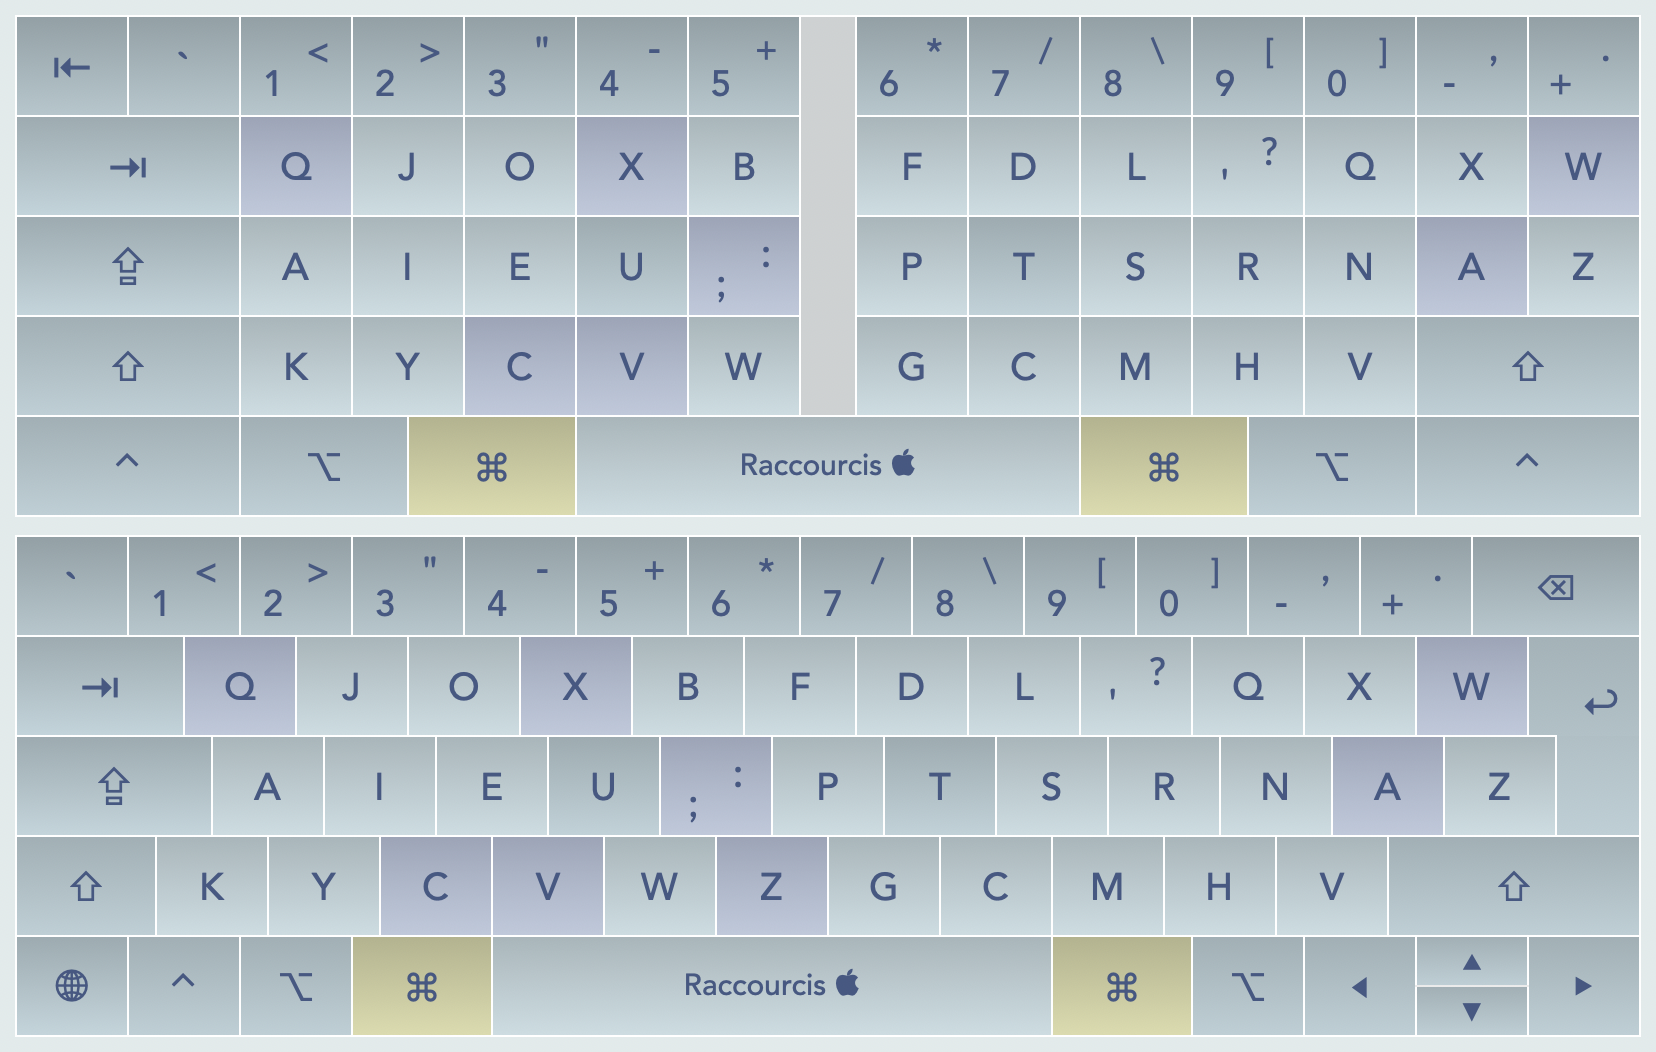 ⇤ ` 1 < 2 > 3 " 4 - 5 + 6 * 7 / 8 \ 9 [ 0 ] - , + .
⇥ Q J O X B F D L ' ? Q X W
⇪ A I E U ; : P T S R N A Z
⇧ K Y C V W G C M H V ⇧
^ ⌥ ⌘ Raccourcis  ⌘ ⌥ ^
` 1 < 2 > 3 " 4 - 5 + 6 * 7 / 8 \ 9 [ 0 ] - , + . ⌫
⇥ Q J O X B F D L ' ? Q X W ↩
⇪ A I E U ; : P T S R N A Z
⇧ K Y C V W Z G C M H V ⇧
🌐 ^ ⌥ ⌘ Raccourcis  ⌘ ⌥ ◀ ▲ ▼ ▶